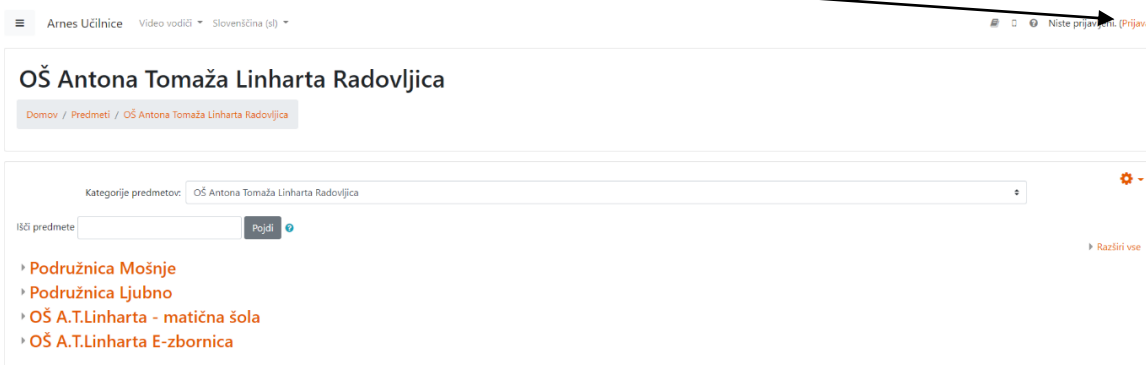 Arnes Učilnice Video vodiči Slovenščina (sl) Niste prijavljeni. (Prijava
OŠ Antona Tomaža Linharta Radovljica
Domov / Predmeti / OŠ Antona Tomaža Linharta Radovljica
Kategorije predmetov: OŠ Antona Tomaža Linharta Radovljica
Išči predmete Pojdi
Razširi vse
Podružnica Mošnje
Podružnica Ljubno
OŠ A.T.Linharta - matična šola
OŠ A.T.Linharta E-zbornica